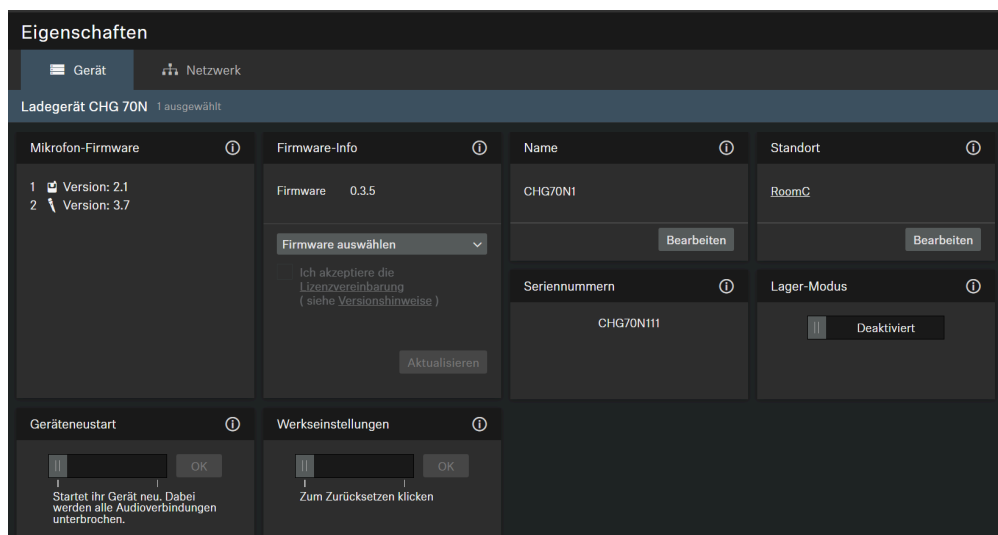 Eigenschaften
Gerät
Netzwerk
Ladegerät CHG 70N 1 ausgewählt
Mikrofon-Firmware
1 Version: 2.1
2 Version: 3.7
Firmware-Info
Firmware 0.3.5
Firmware auswählen
Ich akzeptiere die
Lizenzvereinbarung
( siehe Versionshinweise )
Aktualisieren
Name
CHG70N1
Bearbeiten
Standort
RoomC
Bearbeiten
Seriennummern
CHG70N111
Lager-Modus
Deaktiviert
Geräteneustart
OK
Startet ihr Gerät neu. Dabei
werden alle Audioverbindungen
unterbrochen.
Werkseinstellungen
OK
Zum Zurücksetzen klicken